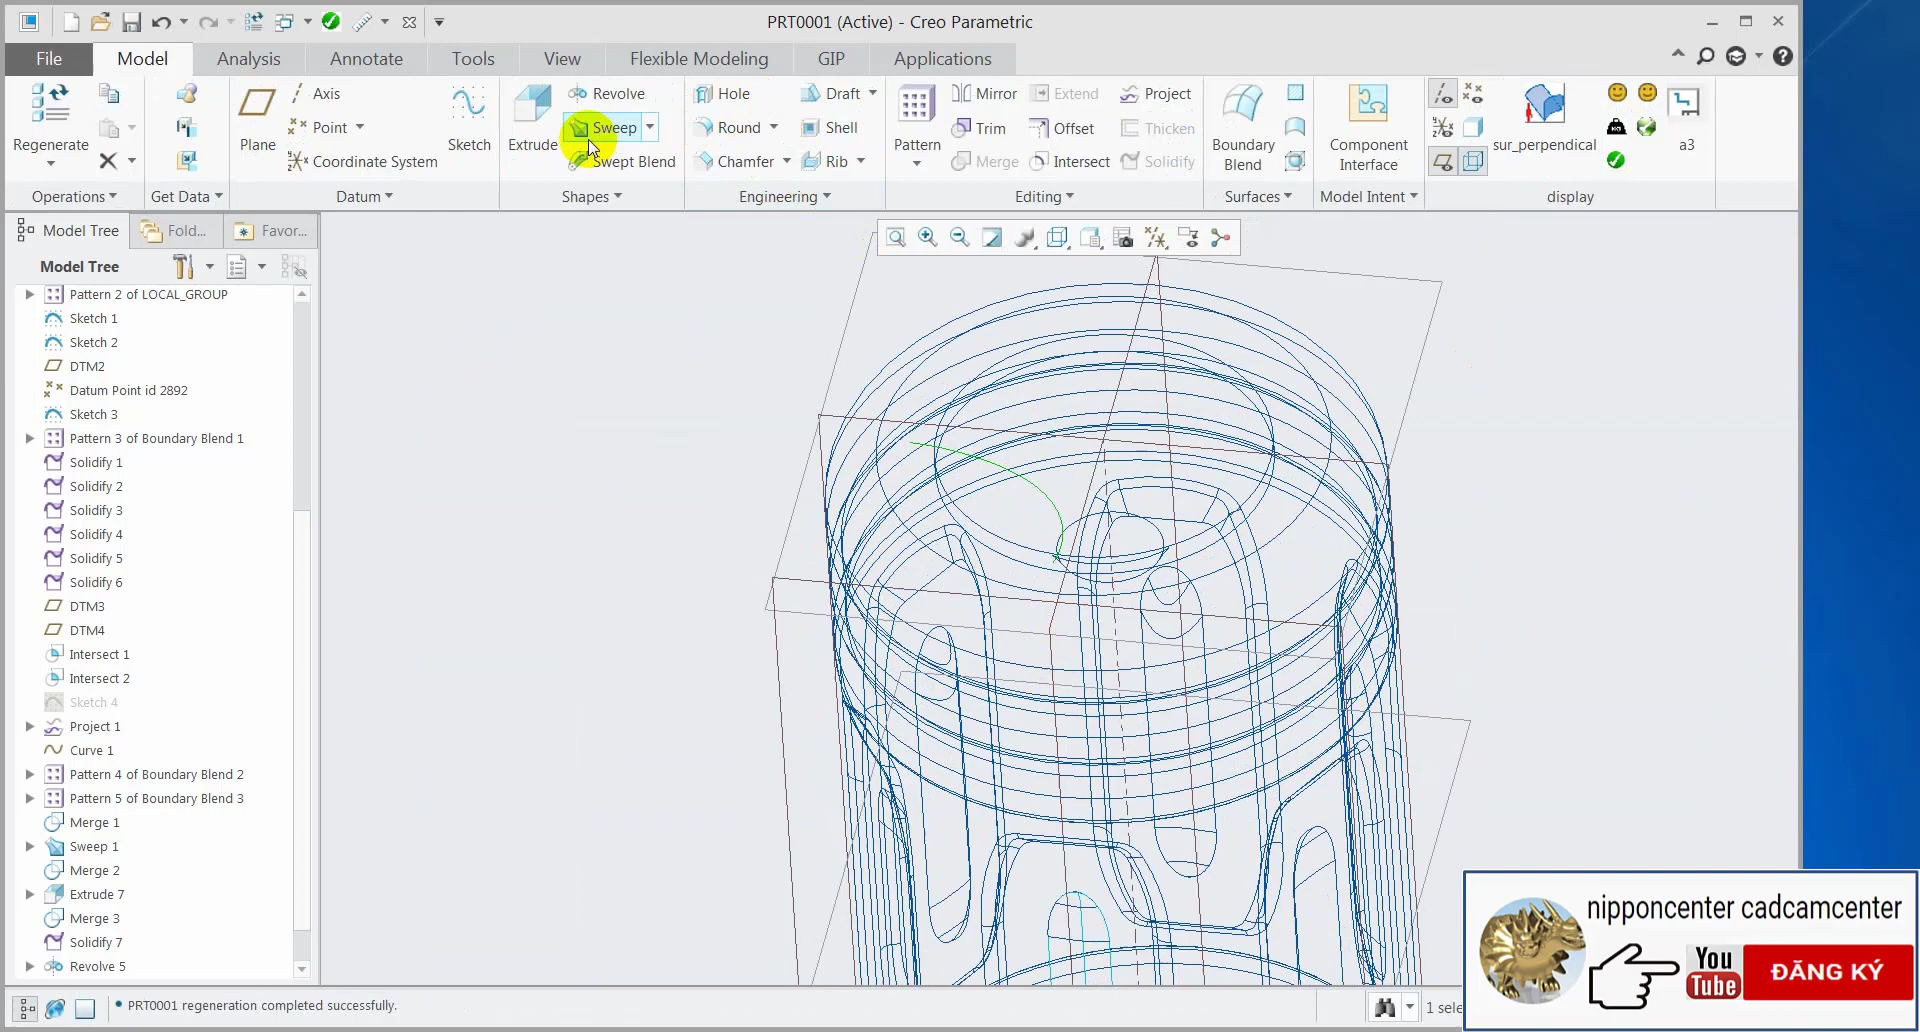 PRT0001 (Active) - Creo Parametric
File
Model
Analysis
Annotate
Tools
View
Flexible Modeling
GIP
Applications
Regenerate
Operations
Get Data
Plane
Axis
Point
Coordinate System
Sketch
Datum
Extrude
Revolve
Sweep
Swept Blend
Shapes
Hole
Round
Chamfer
Draft
Shell
Rib
Engineering
Pattern
Mirror
Trim
Merge
Extend
Offset
Intersect
Project
Thicken
Solidify
Editing
Boundary
Blend
Surfaces
Component
Interface
Model Intent
sur_perpendical
a3
display
Model Tree
Fold...
Favor...
Model Tree
Pattern 2 of LOCAL_GROUP
Sketch 1
Sketch 2
DTM2
Datum Point id 2892
Sketch 3
Pattern 3 of Boundary Blend 1
Solidify 1
Solidify 2
Solidify 3
Solidify 4
Solidify 5
Solidify 6
DTM3
DTM4
Intersect 1
Intersect 2
Sketch 4
Project 1
Curve 1
Pattern 4 of Boundary Blend 2
Pattern 5 of Boundary Blend 3
Merge 1
Sweep 1
Merge 2
Extrude 7
Merge 3
Solidify 7
Revolve 5
PRT0001 regeneration completed successfully.
1 sele
nipponcenter cadcamcenter
You
Tube
ĐĂNG KÝ